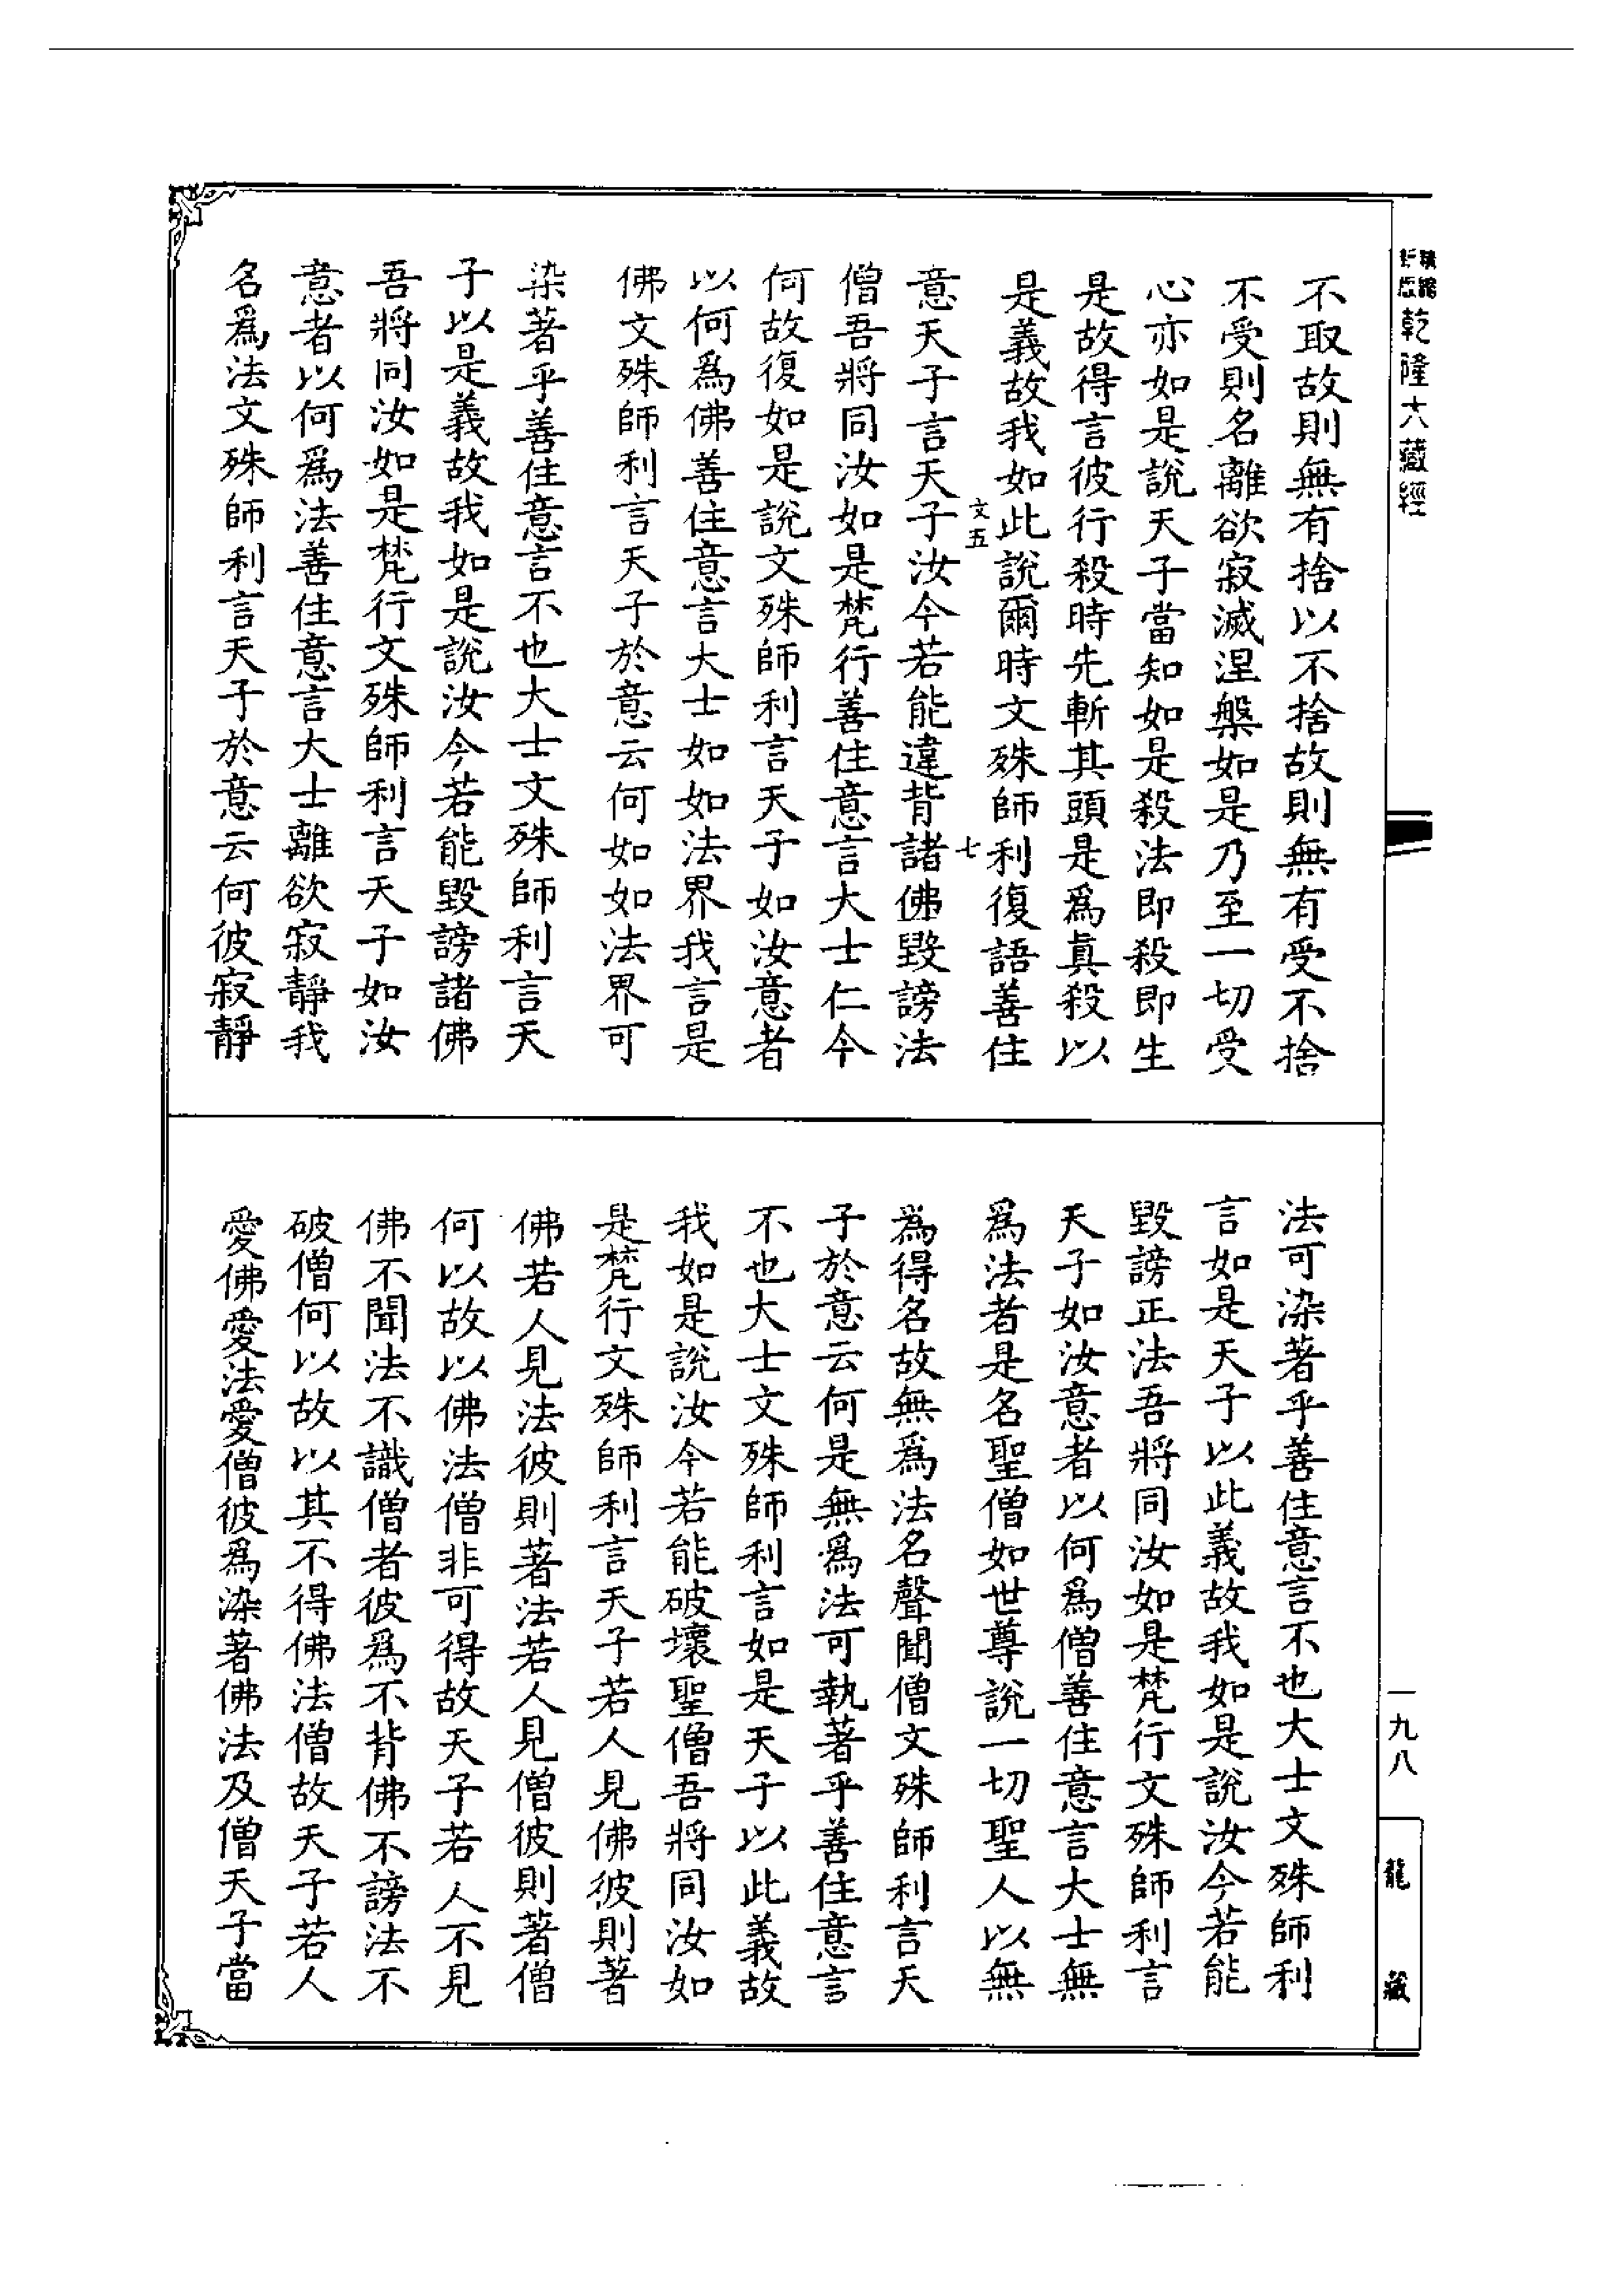 乾隆大藏經
不取故則無有捨以不捨故則無有受不捨
不受則名離欲寂滅涅槃如是乃至一切受
心亦如是說天子當知如是殺法即殺即生
是故得言彼行殺時先斬其頭是爲真殺以
是義故我如此說爾時文殊師利復語善住
文五 七
意天子言天子汝今若能違背諸佛毀謗法
僧吾將同汝如是梵行善住意言大士仁今
何故復如是說文殊師利言天子如汝意者
以何爲佛善住意言大士如如法界我言是
佛文殊師利言天子於意云何如如法界可
染著乎善住意言不也大士文殊師利言天
子以是義故我如是說汝今若能毀謗諸佛
吾將同汝如是梵行文殊師利言天子如汝
意者以何爲法善住意言大士離欲寂靜我
名爲法文殊師利言天子於意云何彼寂靜
法可染著乎善住意言不也大士文殊師利
言如是天子以此義故我如是說汝今若能
毀謗正法吾將同汝如是梵行文殊師利言
天子如汝意者以何爲僧善住意言大士無
爲法者是名聖僧如世尊說一切聖人以無
爲得名故無爲法名聲聞僧文殊師利言天
子於意云何是無爲法可執著乎善住意言
不也大士文殊師利言如是天子以此義故
我如是說汝今若能破壞聖僧吾將同汝如
是梵行文殊師利言天子若人見佛彼則著
佛若人見法彼則著法若人見僧彼則著僧
何以故以佛法僧非可得故天子若人不見
佛不聞法不識僧者彼爲不背佛不謗法不
破僧何以故以其不得佛法僧故天子若人
愛佛愛法愛僧彼爲染著佛法及僧天子當
一九八
龍藏